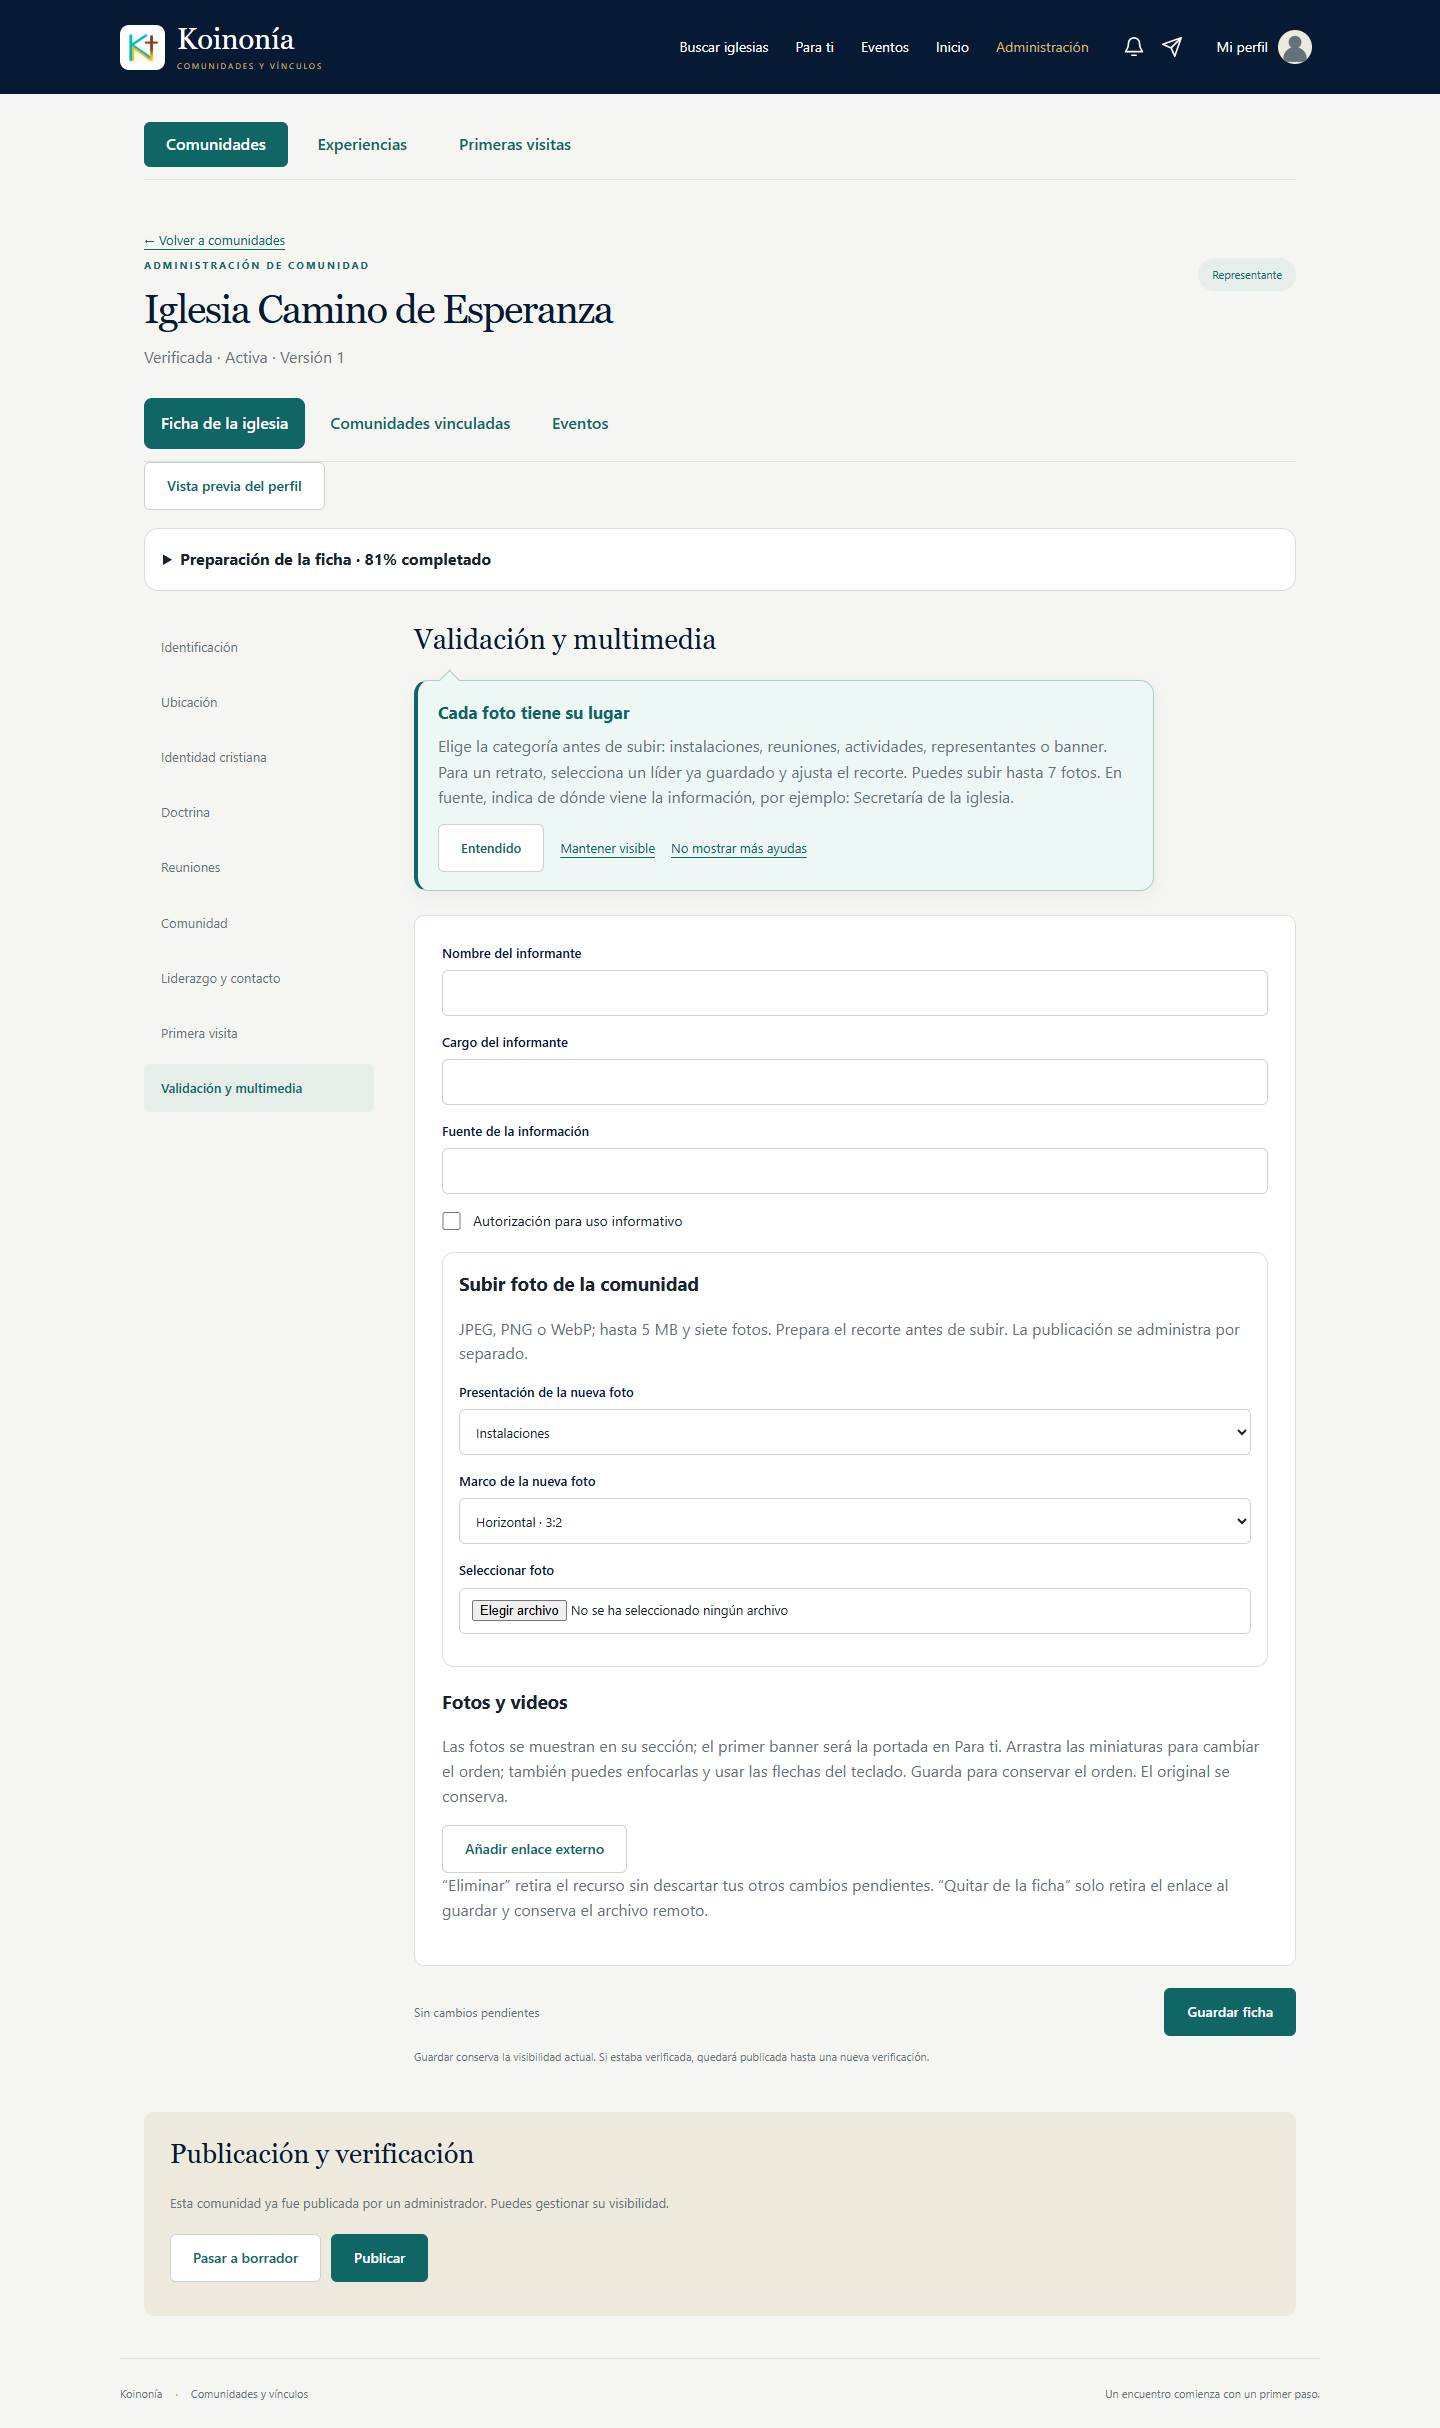 Koinonía
COMUNIDADES Y VÍNCULOS
Buscar iglesias
Para ti
Eventos
Inicio
Administración
Mi perfil
Comunidades
Experiencias
Primeras visitas
← Volver a comunidades
ADMINISTRACIÓN DE COMUNIDAD
Representante
Iglesia Camino de Esperanza
Verificada · Activa · Versión 1
Ficha de la iglesia
Comunidades vinculadas
Eventos
Vista previa del perfil
Preparación de la ficha · 81% completado
Identificación
Ubicación
Identidad cristiana
Doctrina
Reuniones
Comunidad
Liderazgo y contacto
Primera visita
Validación y multimedia
Validación y multimedia
Cada foto tiene su lugar
Elige la categoría antes de subir: instalaciones, reuniones, actividades, representantes o banner.
Para un retrato, selecciona un líder ya guardado y ajusta el recorte. Puedes subir hasta 7 fotos. En
fuente, indica de dónde viene la información, por ejemplo: Secretaría de la iglesia.
Entendido
Mantener visible
No mostrar más ayudas
Nombre del informante
Cargo del informante
Fuente de la información
Autorización para uso informativo
Subir foto de la comunidad
JPEG, PNG o WebP; hasta 5 MB y siete fotos. Prepara el recorte antes de subir. La publicación se administra por
separado.
Presentación de la nueva foto
Instalaciones
Marco de la nueva foto
Horizontal · 3:2
Seleccionar foto
Elegir archivo No se ha seleccionado ningún archivo
Fotos y videos
Las fotos se muestran en su sección; el primer banner será la portada en Para ti. Arrastra las miniaturas para cambiar
el orden; también puedes enfocarlas y usar las flechas del teclado. Guarda para conservar el orden. El original se
conserva.
Añadir enlace externo
“Eliminar” retira el recurso sin descartar tus otros cambios pendientes. “Quitar de la ficha” solo retira el enlace al
guardar y conserva el archivo remoto.
Sin cambios pendientes
Guardar ficha
Guardar conserva la visibilidad actual. Si estaba verificada, quedará publicada hasta una nueva verificación.
Publicación y verificación
Esta comunidad ya fue publicada por un administrador. Puedes gestionar su visibilidad.
Pasar a borrador
Publicar
Koinonía · Comunidades y vínculos
Un encuentro comienza con un primer paso.